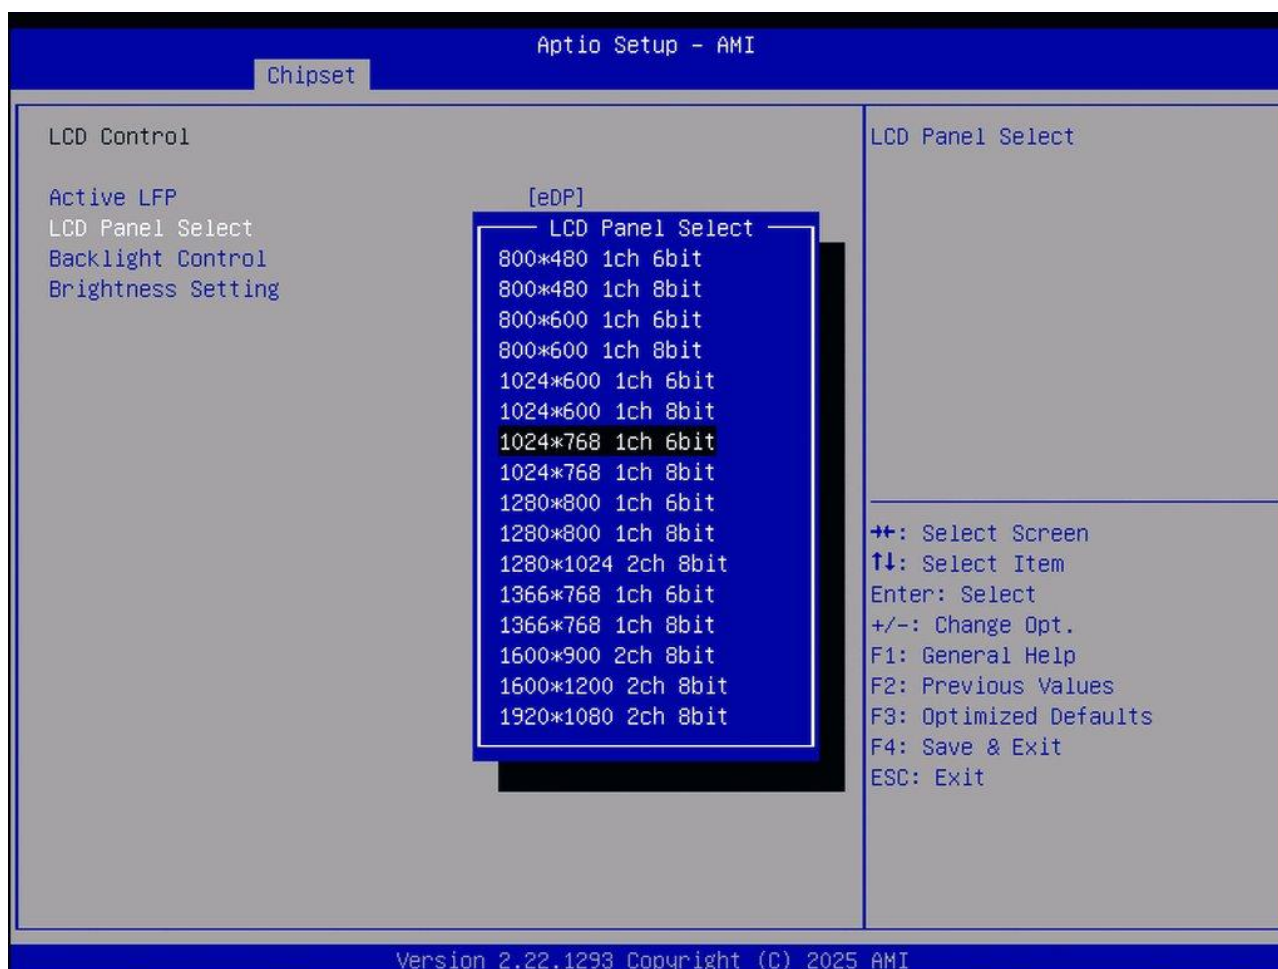 Aptio Setup – AMI
Chipset
LCD Control
Active LFP [eDP]
LCD Panel Select
Backlight Control
Brightness Setting
LCD Panel Select
800*480 1ch 6bit
800*480 1ch 8bit
800*600 1ch 6bit
800*600 1ch 8bit
1024*600 1ch 6bit
1024*600 1ch 8bit
1024*768 1ch 6bit
1024*768 1ch 8bit
1280*800 1ch 6bit
1280*800 1ch 8bit
1280*1024 2ch 8bit
1366*768 1ch 6bit
1366*768 1ch 8bit
1600*900 2ch 8bit
1600*1200 2ch 8bit
1920*1080 2ch 8bit
LCD Panel Select
→←: Select Screen
↑↓: Select Item
Enter: Select
+/-: Change Opt.
F1: General Help
F2: Previous Values
F3: Optimized Defaults
F4: Save & Exit
ESC: Exit
Version 2.22.1293 Copyright (C) 2025 AMI